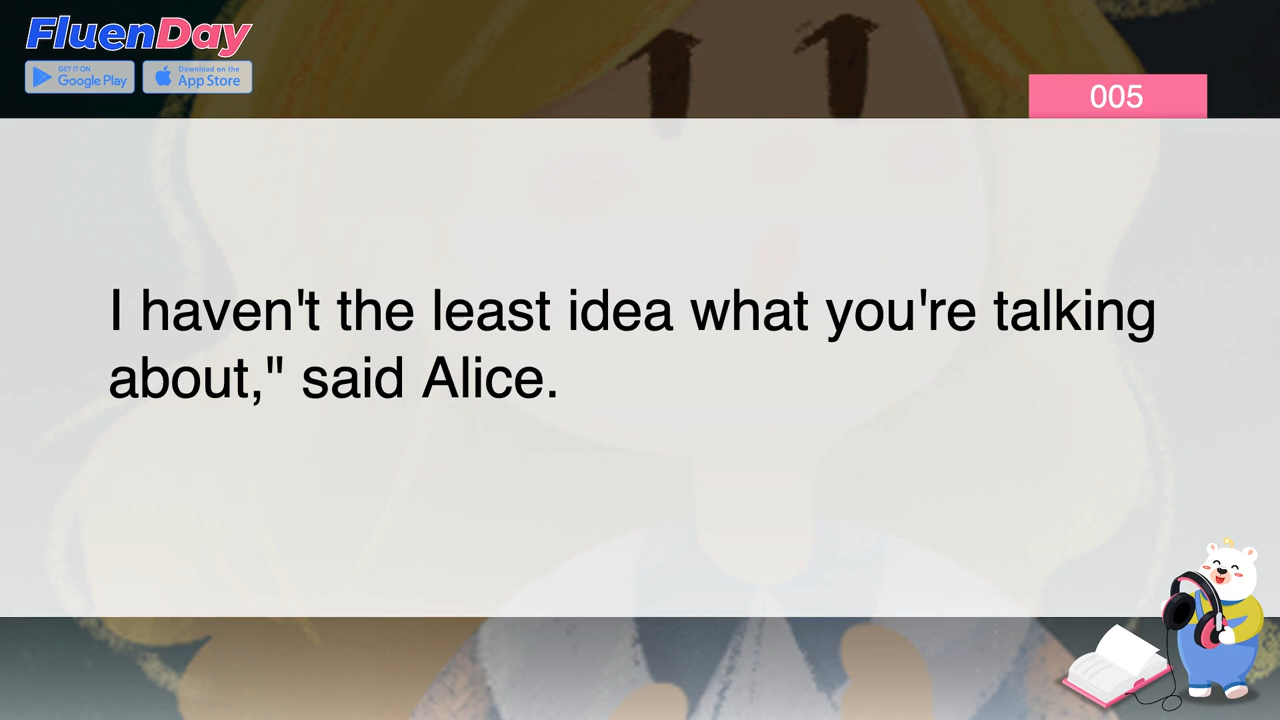 FluenDay
GET IT ON
Google Play
Download on the
App Store
005
I haven't the least idea what you're talking
about," said Alice.